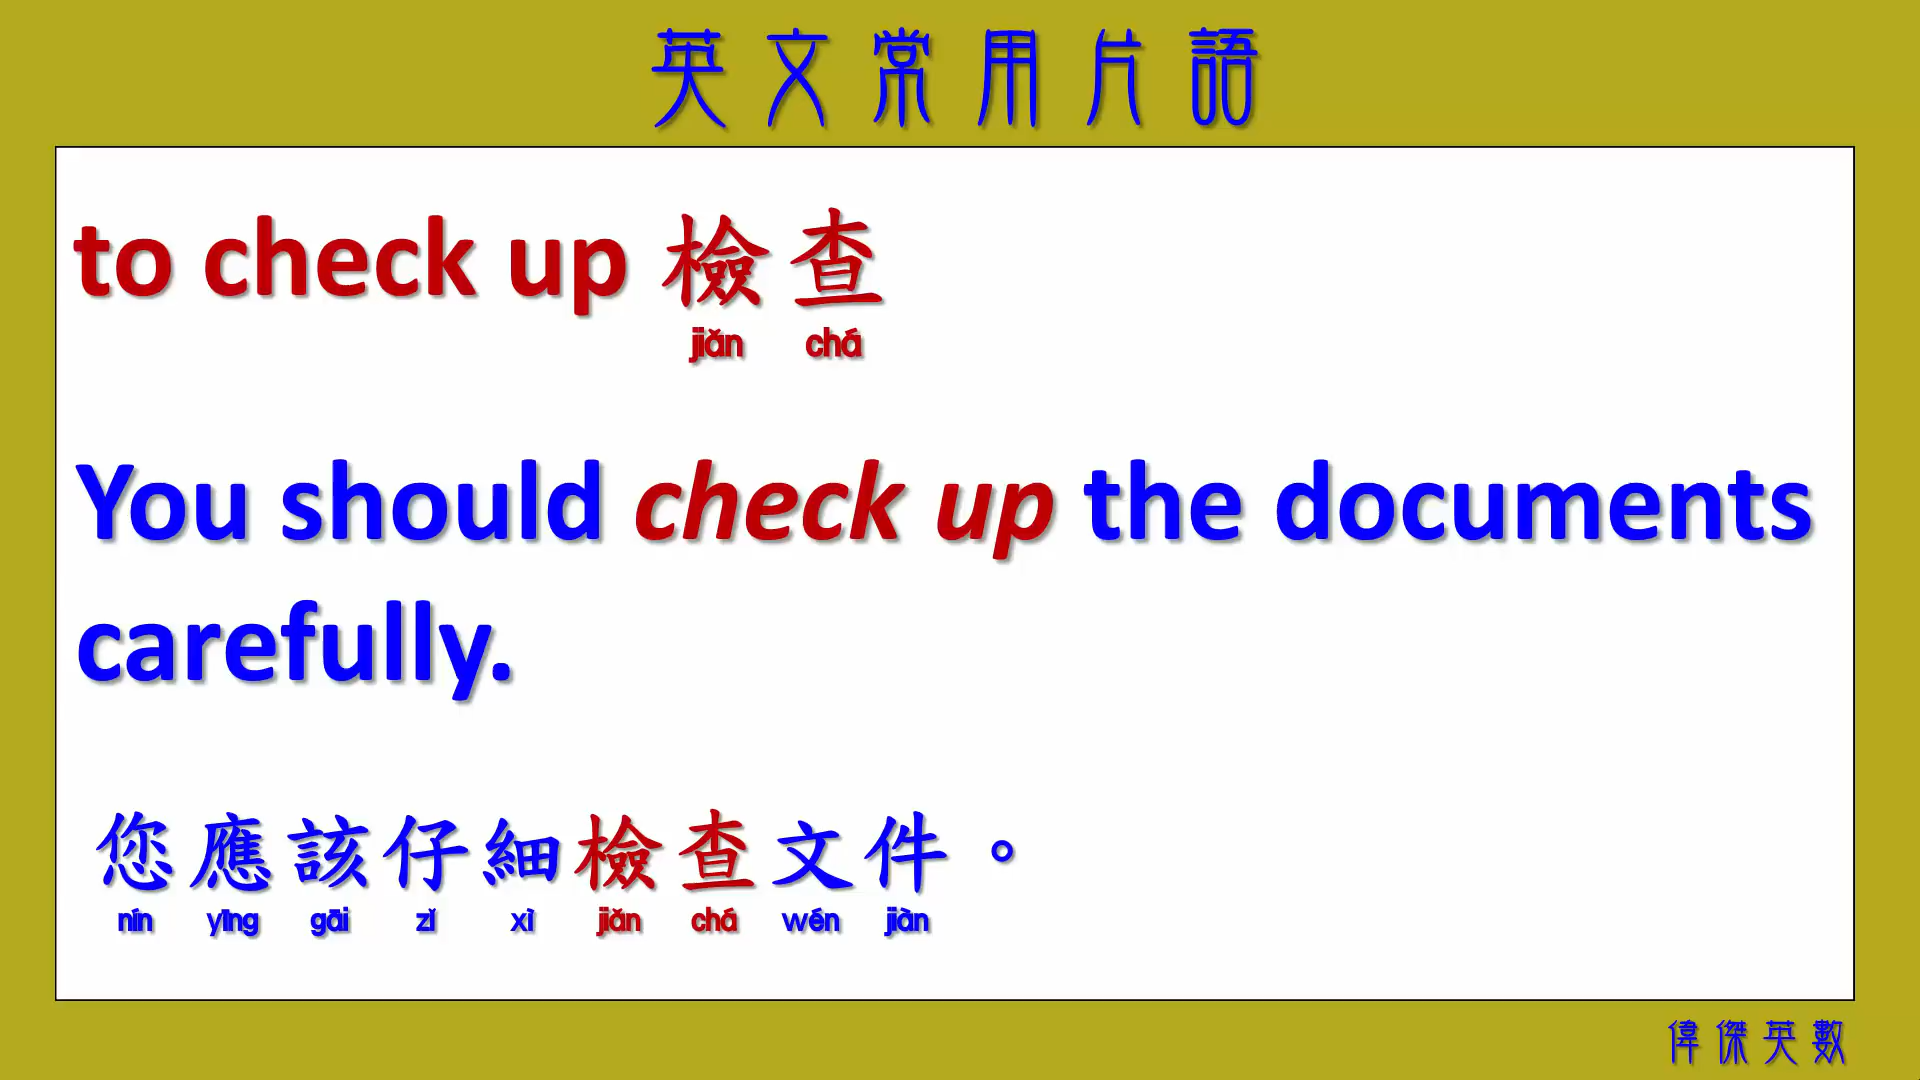 英文常用片語
to check up 檢查
jiǎn chá
You should check up the documents
carefully.
您應該仔細檢查文件。
nín yīng gāi zǐ xì jiǎn chá wén jiàn
偉傑英數